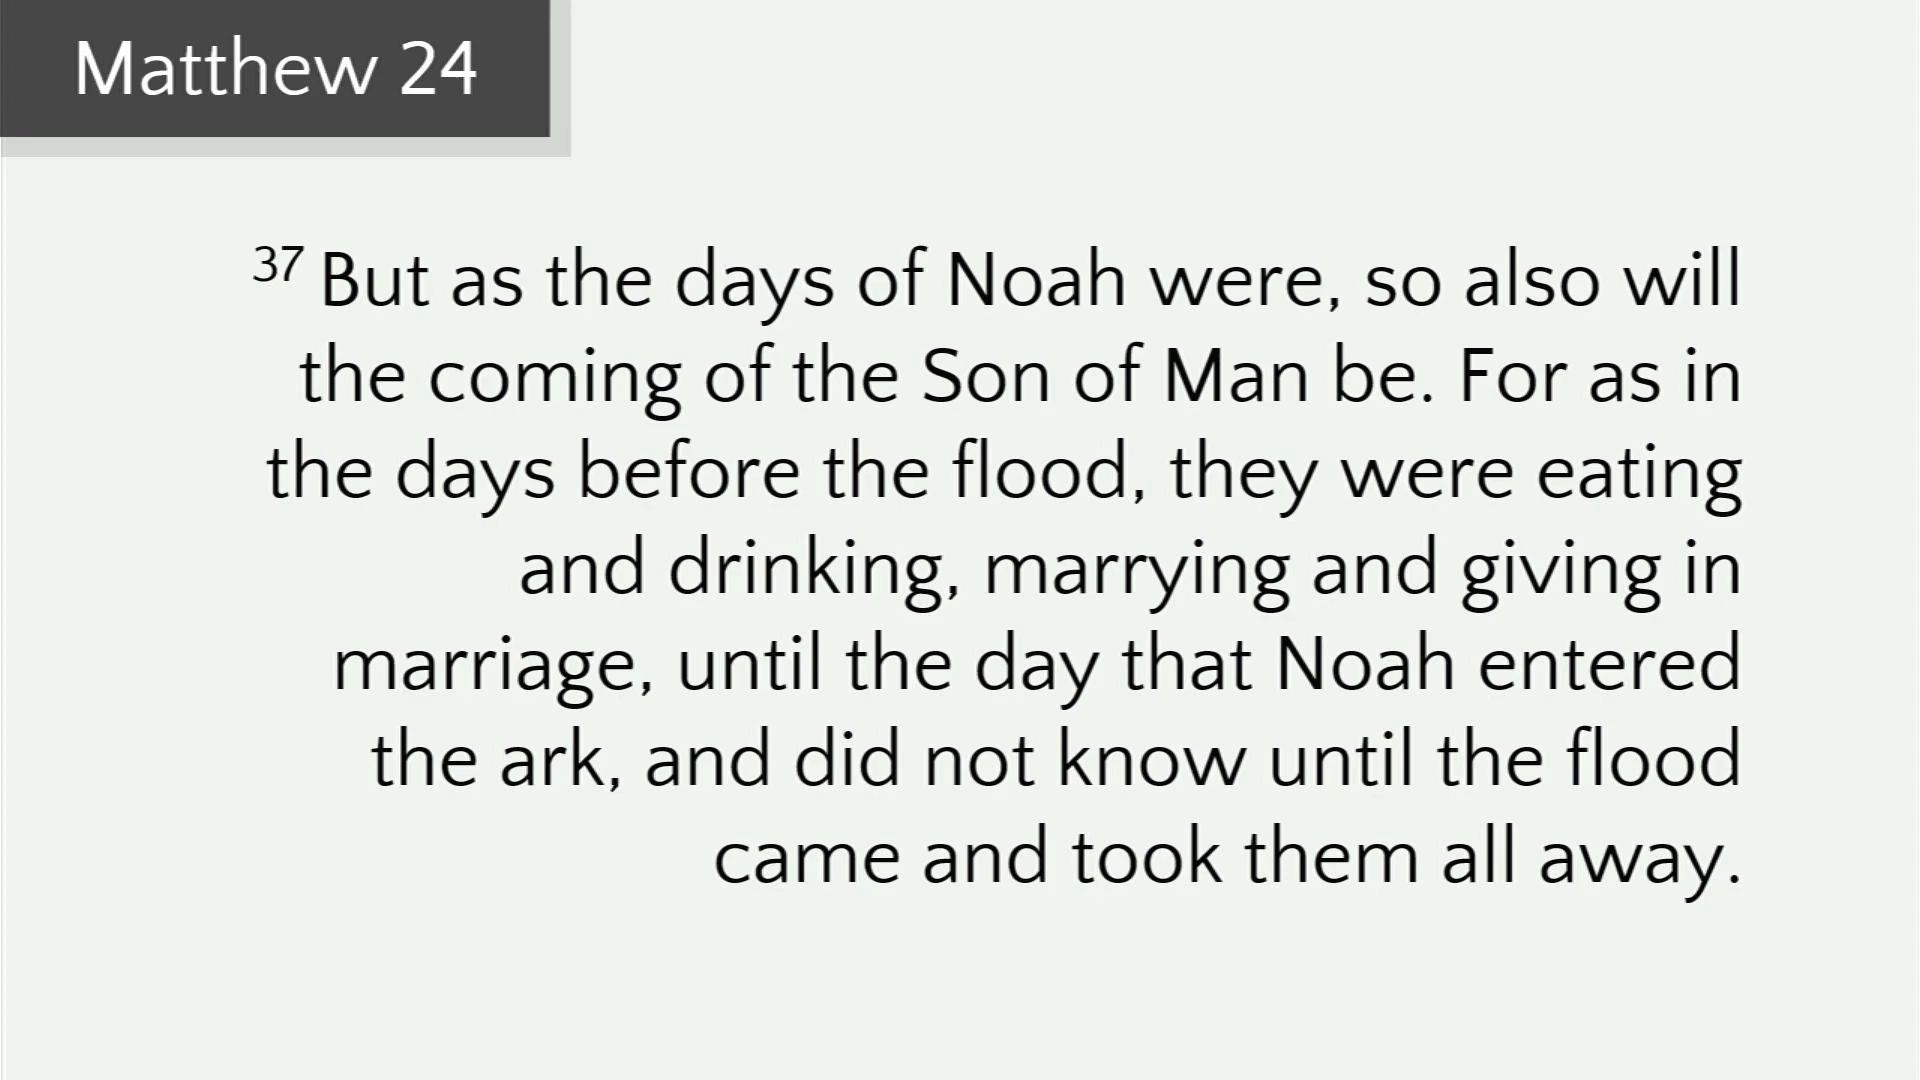 Matthew 24
37 But as the days of Noah were, so also will
the coming of the Son of Man be. For as in
the days before the flood, they were eating
and drinking, marrying and giving in
marriage, until the day that Noah entered
the ark, and did not know until the flood
came and took them all away.